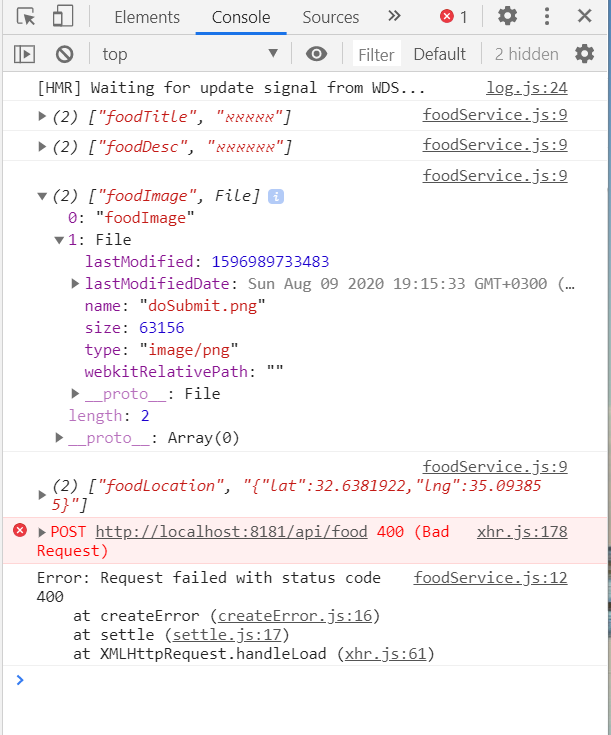 Elements Console Sources » 1
top Filter Default 2 hidden
[HMR] Waiting for update signal from WDS... log.js:24
(2) ["foodTitle", "אאאאא"] foodService.js:9
(2) ["foodDesc", "אאאאאא"] foodService.js:9
foodService.js:9
(2) ["foodImage", File] i
0: "foodImage"
1: File
lastModified: 1596989733483
lastModifiedDate: Sun Aug 09 2020 19:15:33 GMT+0300 (…
name: "doSubmit.png"
size: 63156
type: "image/png"
webkitRelativePath: ""
__proto__: File
length: 2
__proto__: Array(0)
foodService.js:9
(2) ["foodLocation", "{"lat":32.6381922,"lng":35.09385
5}"]
POST http://localhost:8181/api/food 400 (Bad xhr.js:178
Request)
Error: Request failed with status code foodService.js:12
400
at createError (createError.js:16)
at settle (settle.js:17)
at XMLHttpRequest.handleLoad (xhr.js:61)